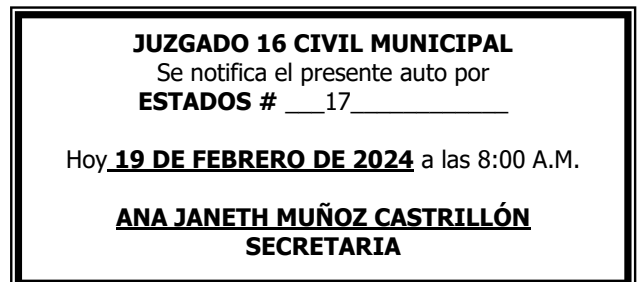 JUZGADO 16 CIVIL MUNICIPAL
Se notifica el presente auto por
ESTADOS # ___17____________
Hoy 19 DE FEBRERO DE 2024 a las 8:00 A.M.
ANA JANETH MUÑOZ CASTRILLÓN
SECRETARIA